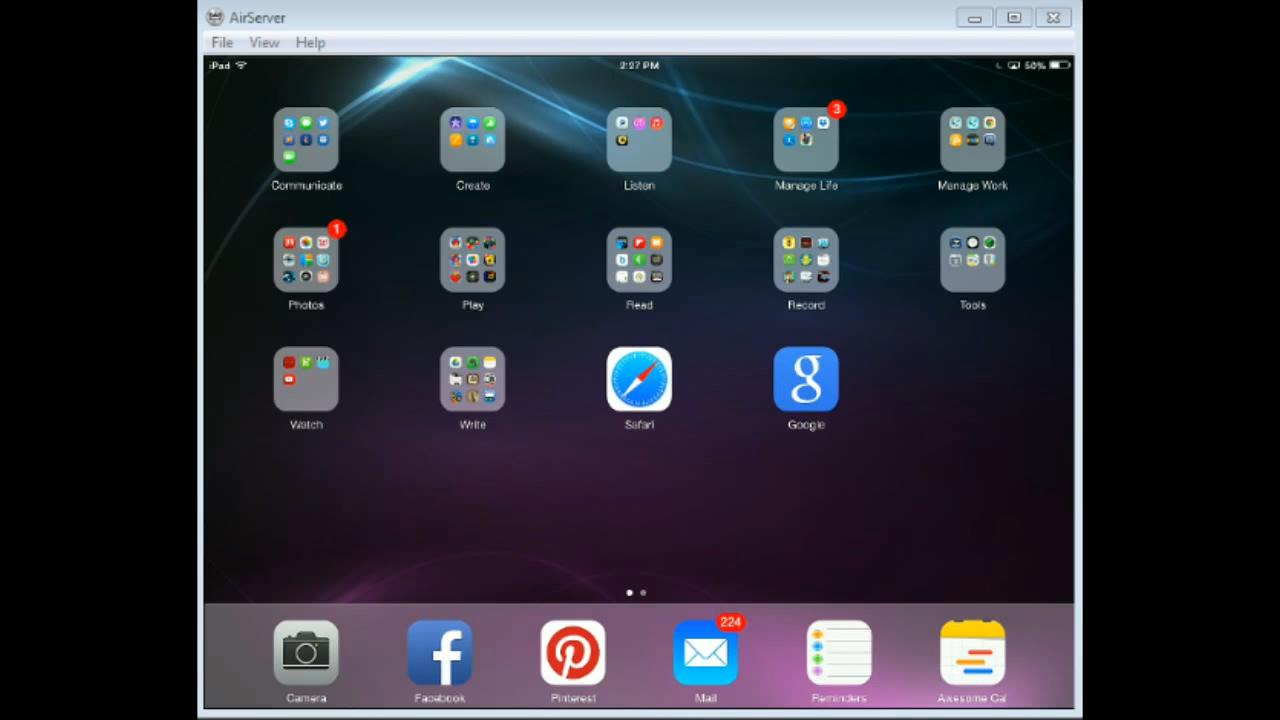 AirServer
File View Help
iPad 2:27 PM 50%
3
Communicate Create Listen Manage Life Manage Work
1
Photos Play Read Record Tools
Watch Write Safari Google
g
224
f
Camera Facebook Pinterest Mail Reminders Awesome Cal